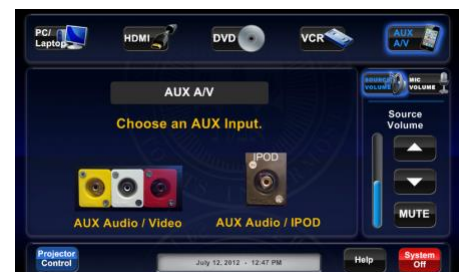 PC/
Laptop
HDMI
DVD
VCR
AUX
A/V
AUX A/V
Choose an AUX Input.
IPOD
AUX Audio / Video
AUX Audio / IPOD
SOURCE
VOLUME
MIC
VOLUME
Source
Volume
MUTE
Projector
Control
July 12, 2012 - 12:47 PM
Help
System
Off